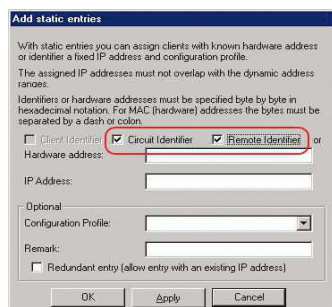 Add static entries
With static entries you can assign clients with known hardware address
or identifier a fixed IP address and configuration profile.
The assigned IP addresses must not overlap with the dynamic address
ranges.
Identifiers or hardware addresses must be specified byte by byte in
hexadecimal notation. For MAC (hardware) addresses the bytes must be
separated by a dash or colon.
Client Identifier Circuit Identifier Remote Identifier or
Hardware address:
IP Address:
Optional
Configuration Profile:
Remark:
Redundant entry (allow entry with an existing IP address)
OK Apply Cancel